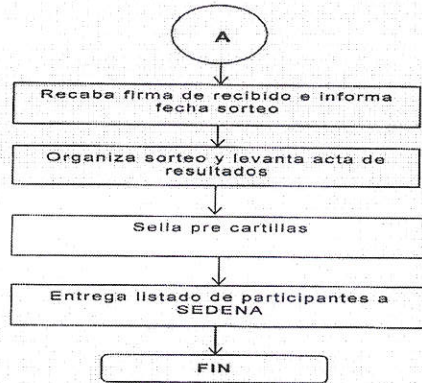 A
Recaba firma de recibido e informa
fecha sorteo
Organiza sorteo y levanta acta de
resultados
Sella pre cartillas
Entrega listado de participantes a
SEDENA
FIN